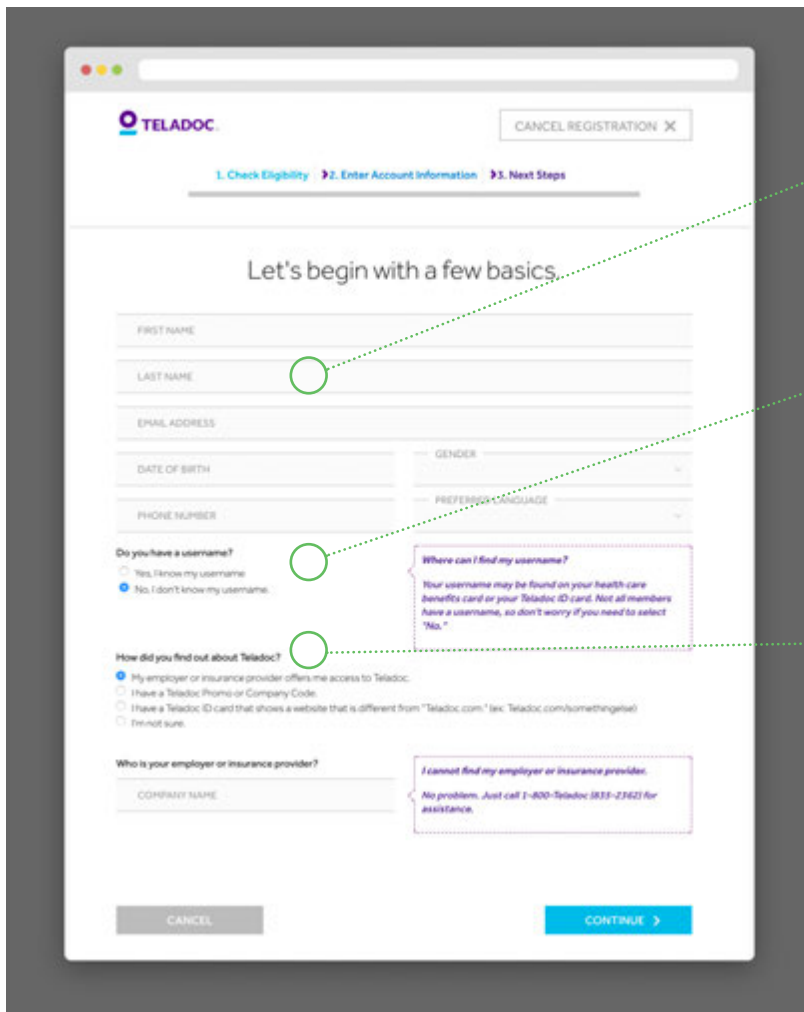 TELADOC.
CANCEL REGISTRATION ✕
1. Check Eligibility 2. Enter Account Information 3. Next Steps
Let's begin with a few basics.
FIRST NAME
LAST NAME
EMAIL ADDRESS
DATE OF BIRTH
GENDER
PHONE NUMBER
PREFERRED LANGUAGE
Do you have a username?
Yes, I know my username
No, I don't know my username.
Where can I find my username?
Your username may be found on your health care
benefits card or your Teladoc ID card. Not all members
have a username, so don't worry if you need to select
"No."
How did you find out about Teladoc?
My employer or insurance provider offers me access to Teladoc.
I have a Teladoc Promo or Company Code.
I have a Teladoc ID card that shows a website that is different from "Teladoc.com." (ex: Teladoc.com/somethingelse)
I'm not sure.
Who is your employer or insurance provider?
COMPANY NAME
I cannot find my employer or insurance provider.
No problem. Just call 1-800-Teladoc (835-2362) for
assistance.
CANCEL
CONTINUE >